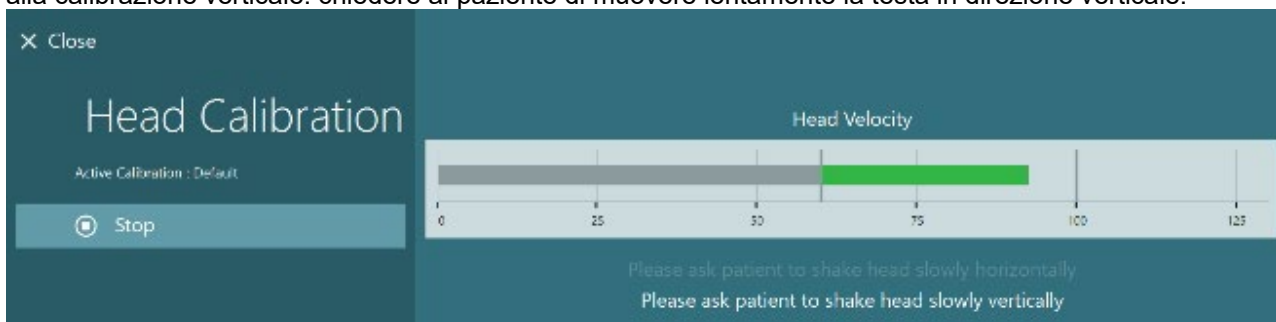 alla calibrazione verticale: chiedere al paziente di muovere lentamente la testa in direzione verticale.
Close
Head Calibration
Active Calibration : Default
Stop
Head Velocity
0 25 50 75 100 125
Please ask patient to shake head slowly horizontally
Please ask patient to shake head slowly vertically